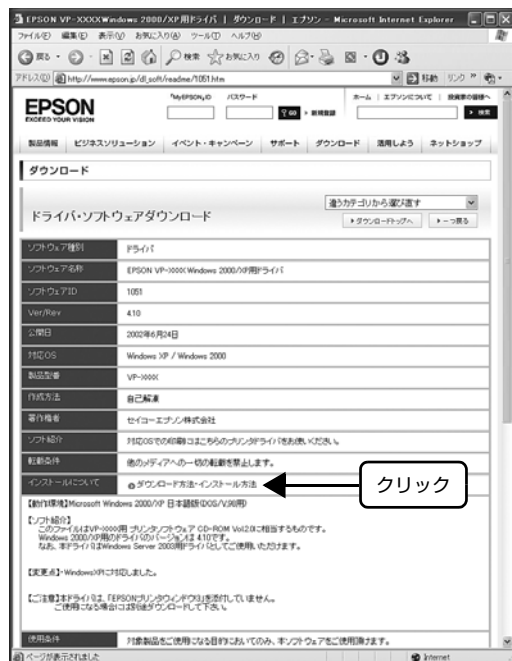 EPSON VP-XXXXWindows 2000/XP用ドライバ | ダウンロード | エプソン - Microsoft Internet Explorer
ファイル(F) 編集(E) 表示(V) お気に入り(A) ツール(T) ヘルプ(H)
戻る 検索 お気に入り
アドレス(D) http://www.epson.jp/dl_soft/readme/1051.htm 移動 リンク
EPSON
EXCEED YOUR VISION
MyEPSON ID パスワード GO 新規登録
ホーム | エプソンについて | 投資家の皆様へ
検索
製品情報 ビジネスソリューション イベント・キャンペーン サポート ダウンロード 活用しよう ネットショップ
ダウンロード
ドライバ・ソフトウェアダウンロード
違うカテゴリから選び直す
ダウンロードトップへ 一つ戻る
ソフトウェア種別 ドライバ
ソフトウェア名称 EPSON VP-XXXX Windows 2000/XP用ドライバ
ソフトウェアID 1051
Ver/Rev 4.10
公開日 2002年6月24日
対応OS Windows XP / Windows 2000
製品型番 VP-XXXX
作成方法 自己解凍
著作権者 セイコーエプソン株式会社
ソフト紹介 対応OSでの印刷にはこちらのプリンタドライバをお使いください。
転載条件 他のメディアへの一切の転載を禁止します。
インストールについて ダウンロード方法・インストール方法
クリック
【動作環境】Microsoft Windows 2000/XP 日本語版(DOS/V,98用)
【ソフト紹介】
このファイルはVP-XXXX用 プリンタソフトウェア CD-ROM Vol2.0に相当するものです。
Windows 2000/XP用のドライバのバージョンは 4.10です。
なお、本ドライバはWindows Server 2003用ドライバとしてご使用いただけます。
【変更点】・WindowsXPに対応しました。
【ご注意】本ドライバは、「EPSONプリンタウィンドウ!3」を添付していません。
ご使用になる場合には別途ダウンロードして下さい。
使用条件 対象製品をご使用になる目的においてのみ、本ソフトウェアをご使用頂けます。
ページが表示されました
Internet